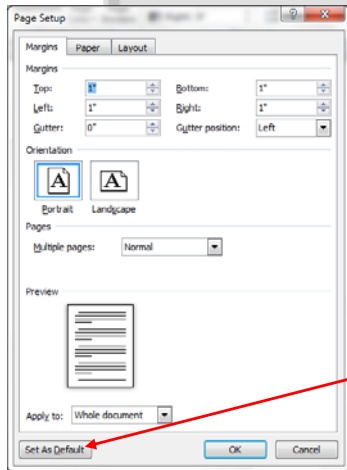 Page Setup
Margins Paper Layout
Margins
Top: 1" Bottom: 1"
Left: 1" Right: 1"
Gutter: 0" Gutter position: Left
Orientation
A A
Portrait Landscape
Pages
Multiple pages: Normal
Preview
Apply to: Whole document
Set As Default OK Cancel